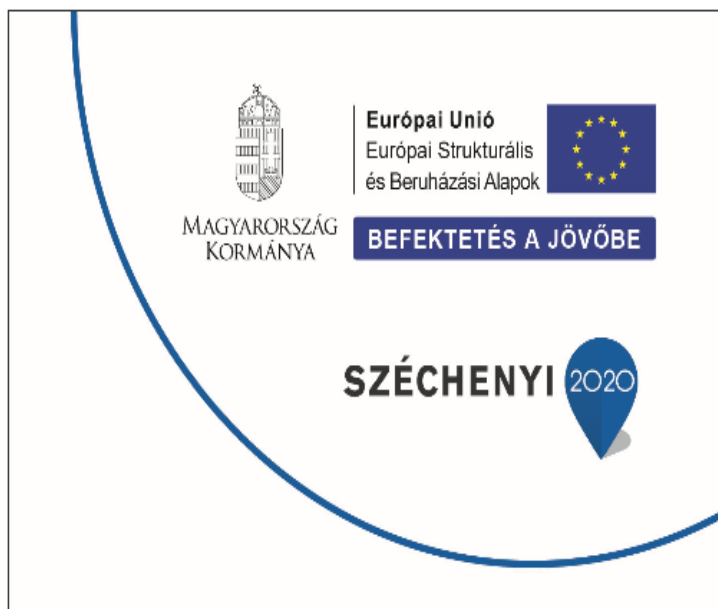 MAGYARORSZÁG
KORMÁNYA
Európai Unió
Európai Strukturális
és Beruházási Alapok
BEFEKTETÉS A JÖVŐBE
SZÉCHENYI 2020